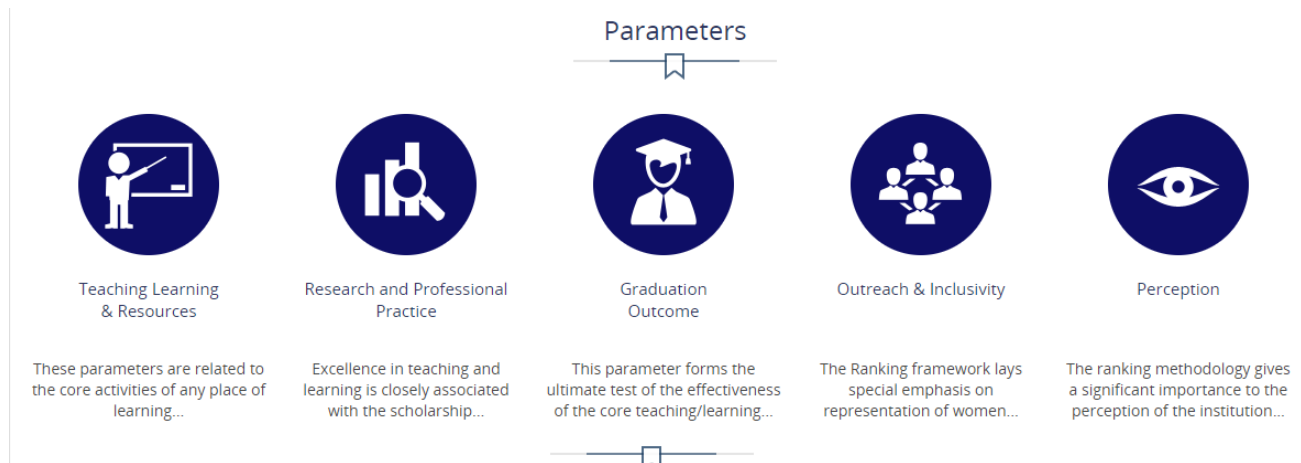 Parameters
Teaching Learning
& Resources
These parameters are related to
the core activities of any place of
learning...
Research and Professional
Practice
Excellence in teaching and
learning is closely associated
with the scholarship...
Graduation
Outcome
This parameter forms the
ultimate test of the effectiveness
of the core teaching/learning...
Outreach & Inclusivity
The Ranking framework lays
special emphasis on
representation of women...
Perception
The ranking methodology gives
a significant importance to the
perception of the institution...